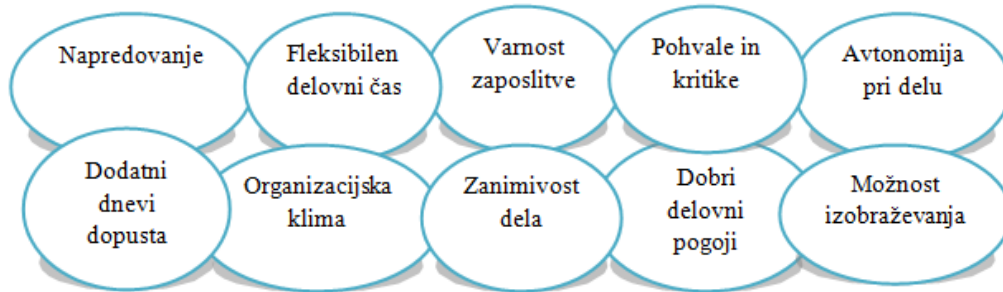 Napredovanje
Fleksibilen
delovni čas
Varnost
zaposlitve
Pohvale in
kritike
Avtonomija
pri delu
Dodatni
dnevi
dopusta
Organizacijska
klima
Zanimivost
dela
Dobri
delovni
pogoji
Možnost
izobraževanja